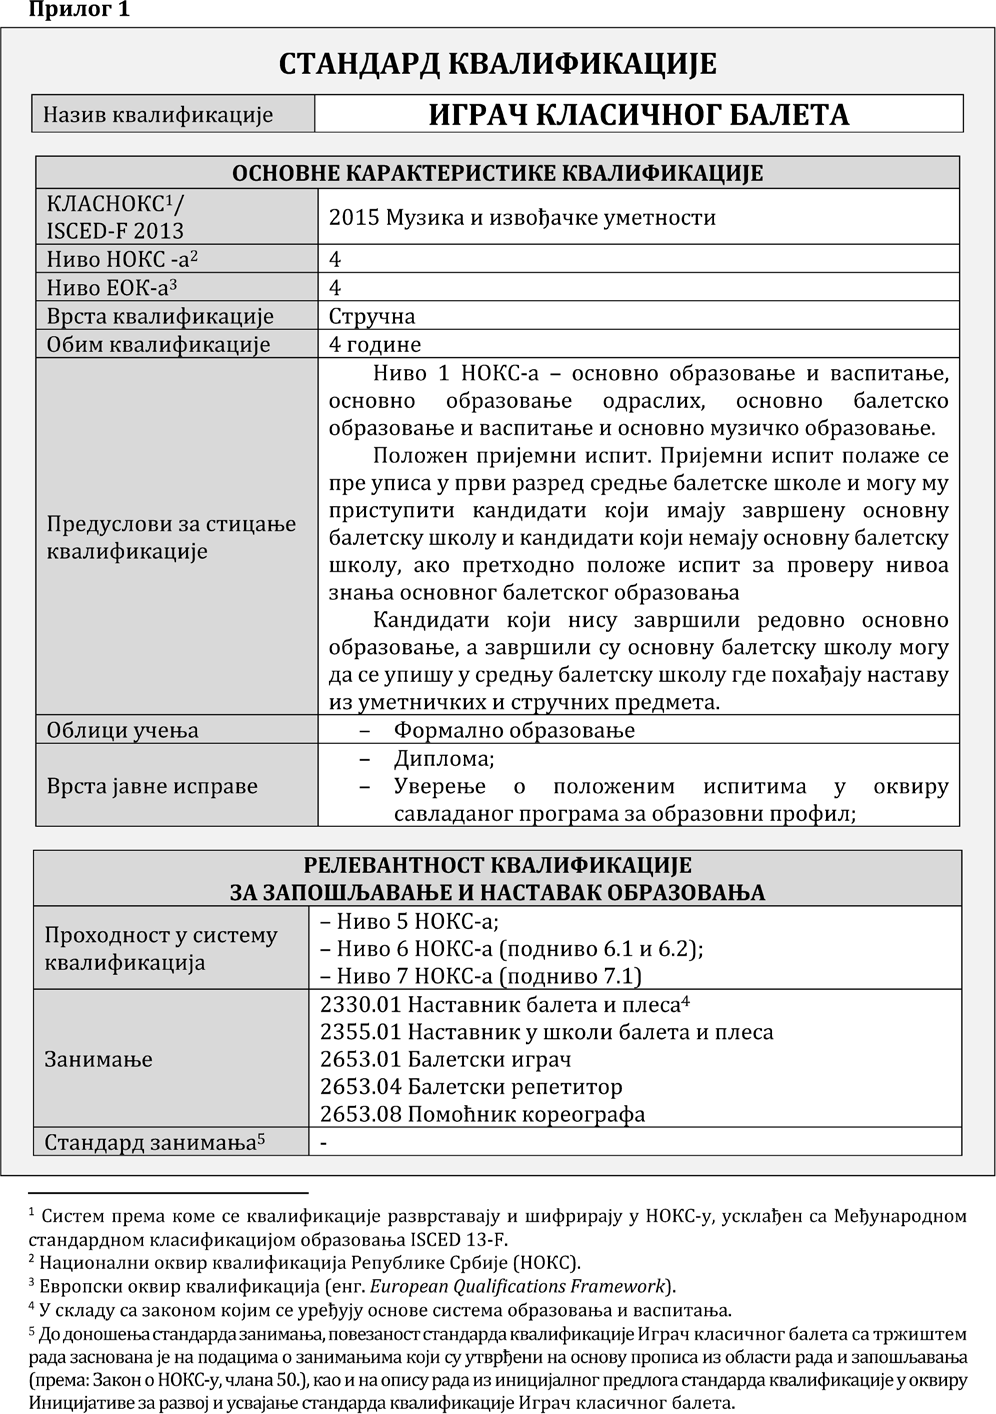 Прилог 1
СТАНДАРД КВАЛИФИКАЦИЈЕ
Назив квалификације
ИГРАЧ КЛАСИЧНОГ БАЛЕТА
ОСНОВНЕ КАРАКТЕРИСТИКЕ КВАЛИФИКАЦИЈЕ
КЛАСНОКС¹/
ISCED-F 2013
2015 Музика и извођачке уметности
Ниво НОКС -а²
4
Ниво ЕОК-а³
4
Врста квалификације
Стручна
Обим квалификације
4 године
Предуслови за стицање
квалификације
Ниво 1 НОКС-а – основно образовање и васпитање,
основно образовање одраслих, основно балетско
образовање и васпитање и основно музичко образовање.
Положен пријемни испит. Пријемни испит полаже се
пре уписа у први разред средње балетске школе и могу му
приступити кандидати који имају завршену основну
балетску школу и кандидати који немају основну балетску
школу, ако претходно положе испит за проверу нивоа
знања основног балетског образовања
Кандидати који нису завршили редовно основно
образовање, а завршили су основну балетску школу могу
да се упишу у средњу балетску школу где похађају наставу
из уметничких и стручних предмета.
Облици учења
– Формално образовање
Врста јавне исправе
– Диплома;
– Уверење о положеним испитима у оквиру
савладаног програма за образовни профил;
РЕЛЕВАНТНОСТ КВАЛИФИКАЦИЈЕ
ЗА ЗАПОШЉАВАЊЕ И НАСТАВАК ОБРАЗОВАЊА
Проходност у систему
квалификација
– Ниво 5 НОКС-а;
– Ниво 6 НОКС-а (подниво 6.1 и 6.2);
– Ниво 7 НОКС-а (подниво 7.1)
Занимање
2330.01 Наставник балета и плеса⁴
2355.01 Наставник у школи балета и плеса
2653.01 Балетски играч
2653.04 Балетски репетитор
2653.08 Помоћник кореографа
Стандард занимања⁵
-
¹ Систем према коме се квалификације разврставају и шифрирају у НОКС-у, усклађен са Међународном
стандардном класификацијом образовања ISCED 13-F.
² Национални оквир квалификација Републике Србије (НОКС).
³ Европски оквир квалификација (енг. European Qualifications Framework).
⁴ У складу са законом којим се уређују основе система образовања и васпитања.
⁵ До доношења стандарда занимања, повезаност стандарда квалификације Играч класичног балета са тржиштем
рада заснована је на подацима о занимањима који су утврђени на основу прописа из области рада и запошљавања
(према: Закон о НОКС-у, члана 50.), као и на опису рада из иницијалног предлога стандарда квалификације у оквиру
Иницијативе за развој и усвајање стандарда квалификације Играч класичног балета.